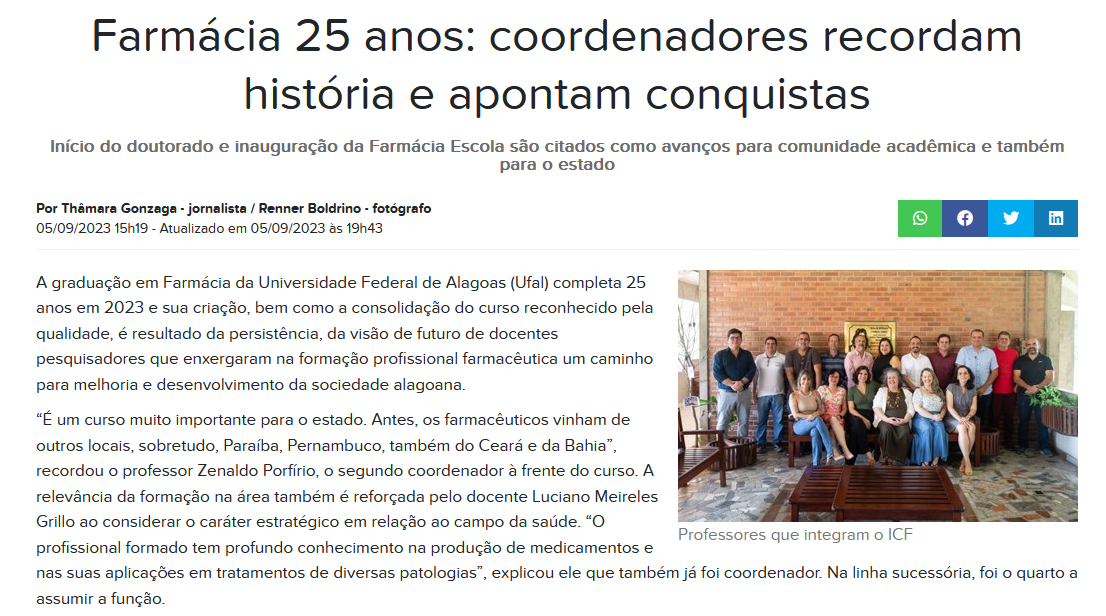 Farmácia 25 anos: coordenadores recordam
história e apontam conquistas
Início do doutorado e inauguração da Farmácia Escola são citados como avanços para comunidade acadêmica e também
para o estado
Por Thâmara Gonzaga - jornalista / Renner Boldrino - fotógrafo
05/09/2023 15h19 - Atualizado em 05/09/2023 às 19h43
A graduação em Farmácia da Universidade Federal de Alagoas (Ufal) completa 25
anos em 2023 e sua criação, bem como a consolidação do curso reconhecido pela
qualidade, é resultado da persistência, da visão de futuro de docentes
pesquisadores que enxergaram na formação profissional farmacêutica um caminho
para melhoria e desenvolvimento da sociedade alagoana.
“É um curso muito importante para o estado. Antes, os farmacêuticos vinham de
outros locais, sobretudo, Paraíba, Pernambuco, também do Ceará e da Bahia”,
recordou o professor Zenaldo Porfírio, o segundo coordenador à frente do curso. A
relevância da formação na área também é reforçada pelo docente Luciano Meireles
Grillo ao considerar o caráter estratégico em relação ao campo da saúde. “O
profissional formado tem profundo conhecimento na produção de medicamentos e
nas suas aplicações em tratamentos de diversas patologias”, explicou ele que também já foi coordenador. Na linha sucessória, foi o quarto a
assumir a função.
Professores que integram o ICF